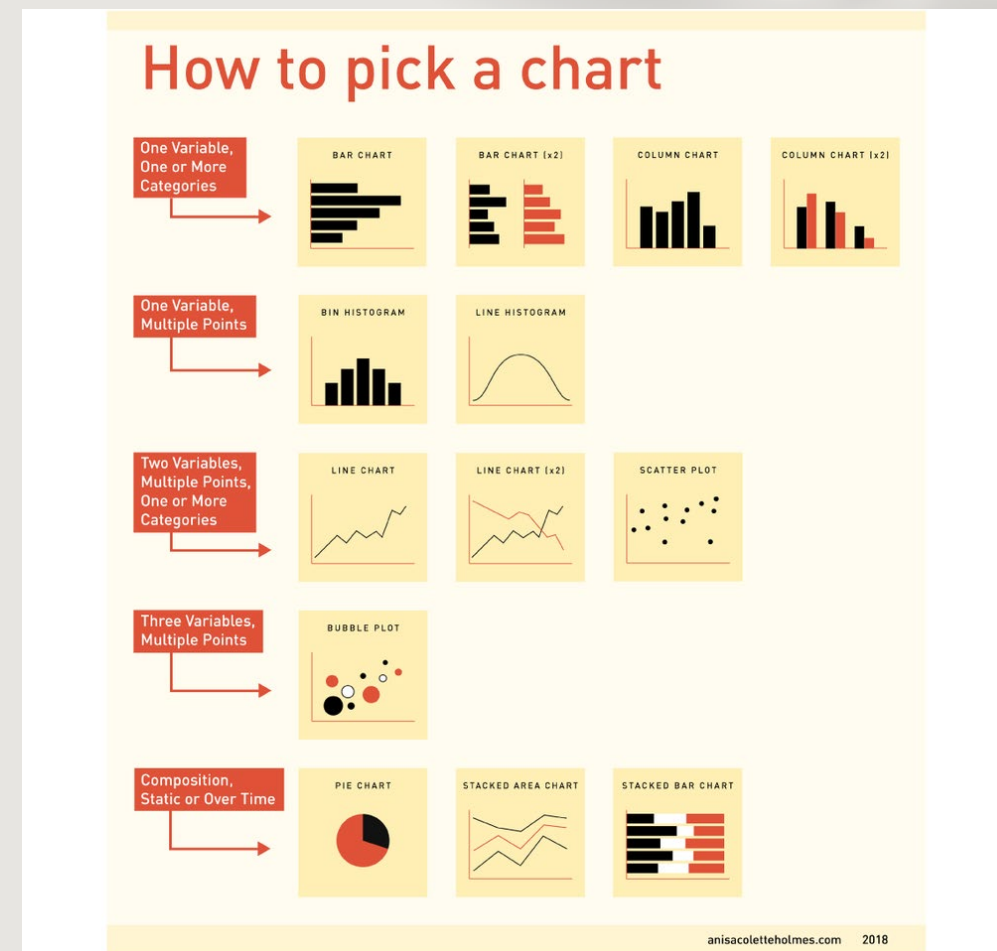 How to pick a chart
One Variable,
One or More
Categories
BAR CHART
BAR CHART (x2)
COLUMN CHART
COLUMN CHART (x2)
One Variable,
Multiple Points
BIN HISTOGRAM
LINE HISTOGRAM
Two Variables,
Multiple Points,
One or More
Categories
LINE CHART
LINE CHART (x2)
SCATTER PLOT
Three Variables,
Multiple Points
BUBBLE PLOT
Composition,
Static or Over Time
PIE CHART
STACKED AREA CHART
STACKED BAR CHART
anisacoletteholmes.com 2018